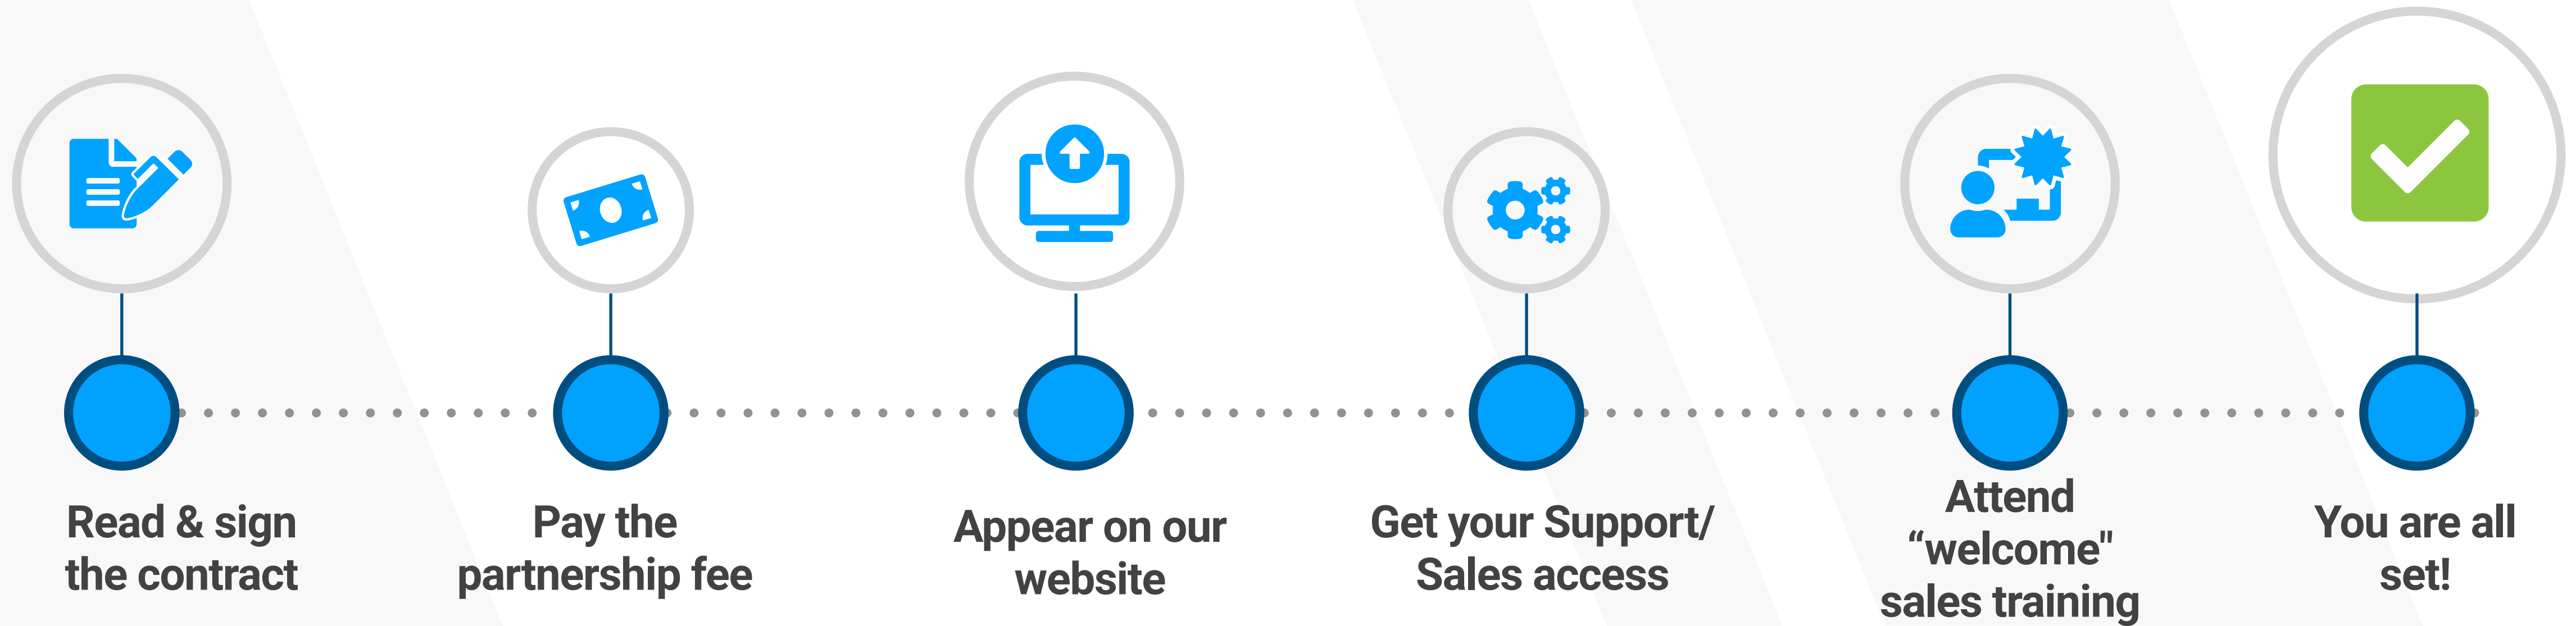 Read & sign
the contract
Pay the
partnership fee
Appear on our
website
Get your Support/
Sales access
Attend
“welcome"
sales training
You are all
set!